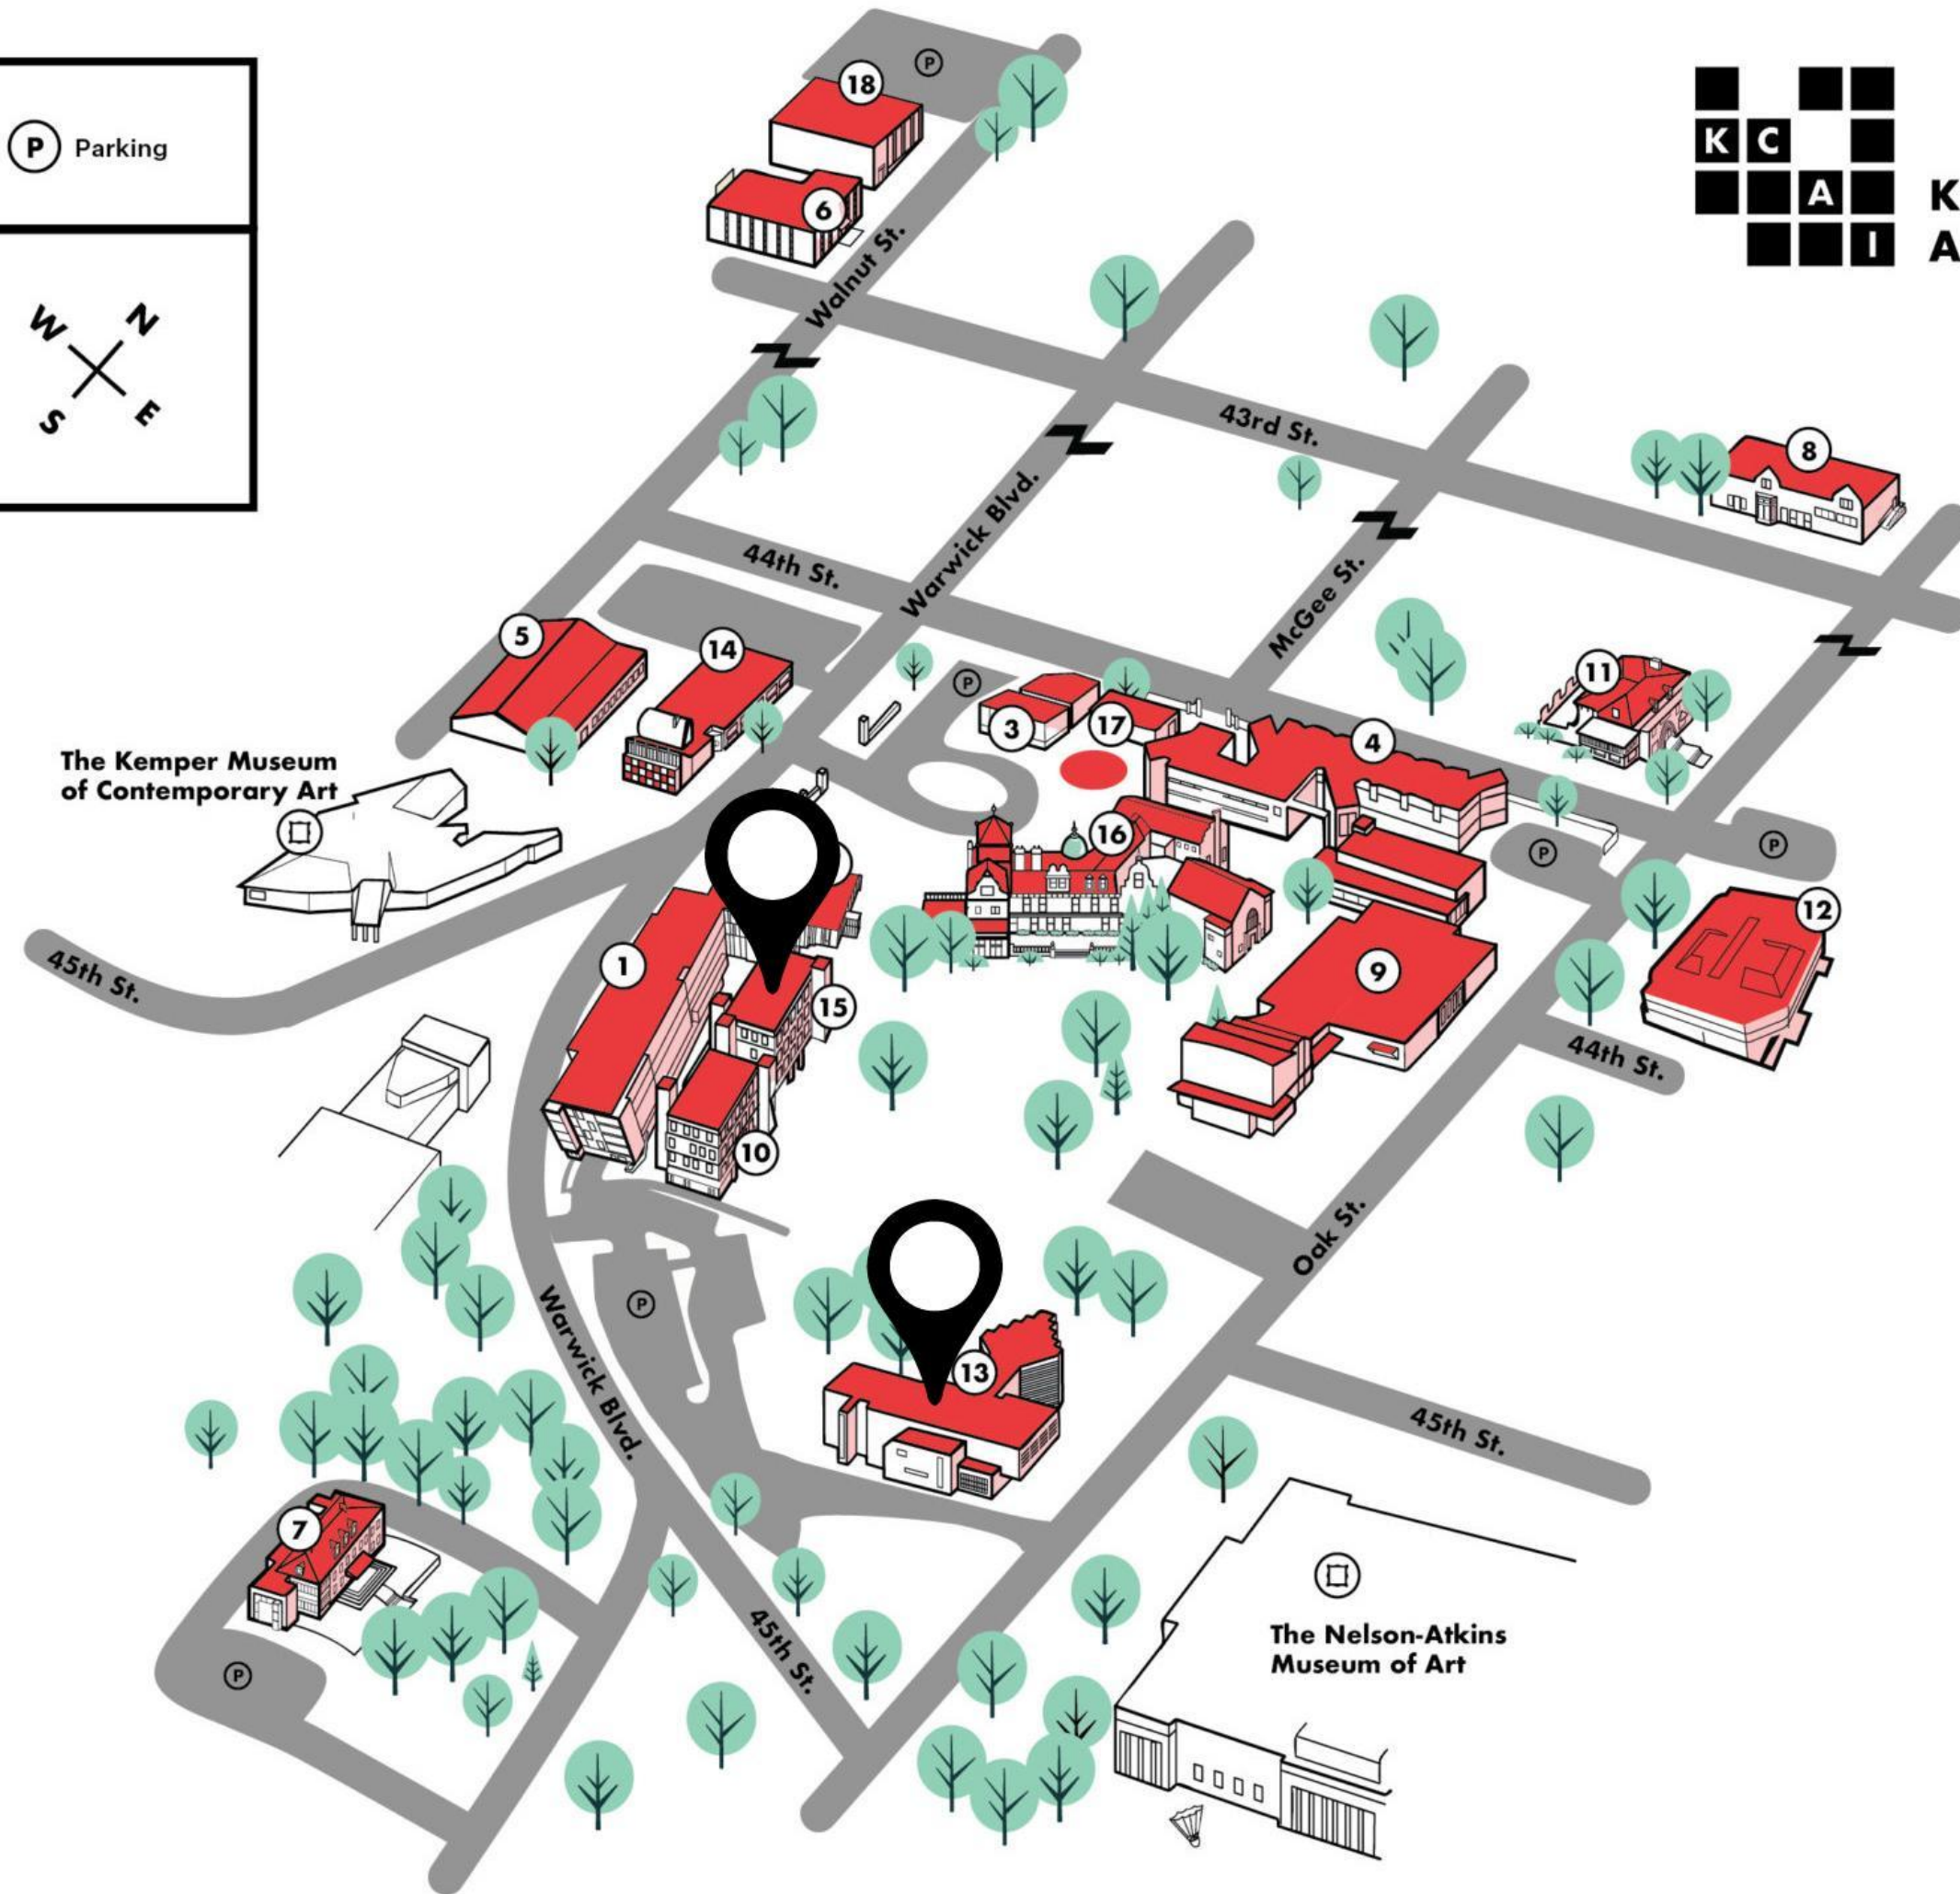 P Parking
W N
S E
K C
A
I
K
A
P
18
6
Walnut St.
43rd St.
8
44th St.
Warwick Blvd.
McGee St.
5
14
P
3
17
4
11
The Kemper Museum
of Contemporary Art
16
P
P
12
1
9
45th St.
15
44th St.
10
Oak St.
P
Warwick Blvd.
13
45th St.
7
The Nelson-Atkins
Museum of Art
P
45th St.